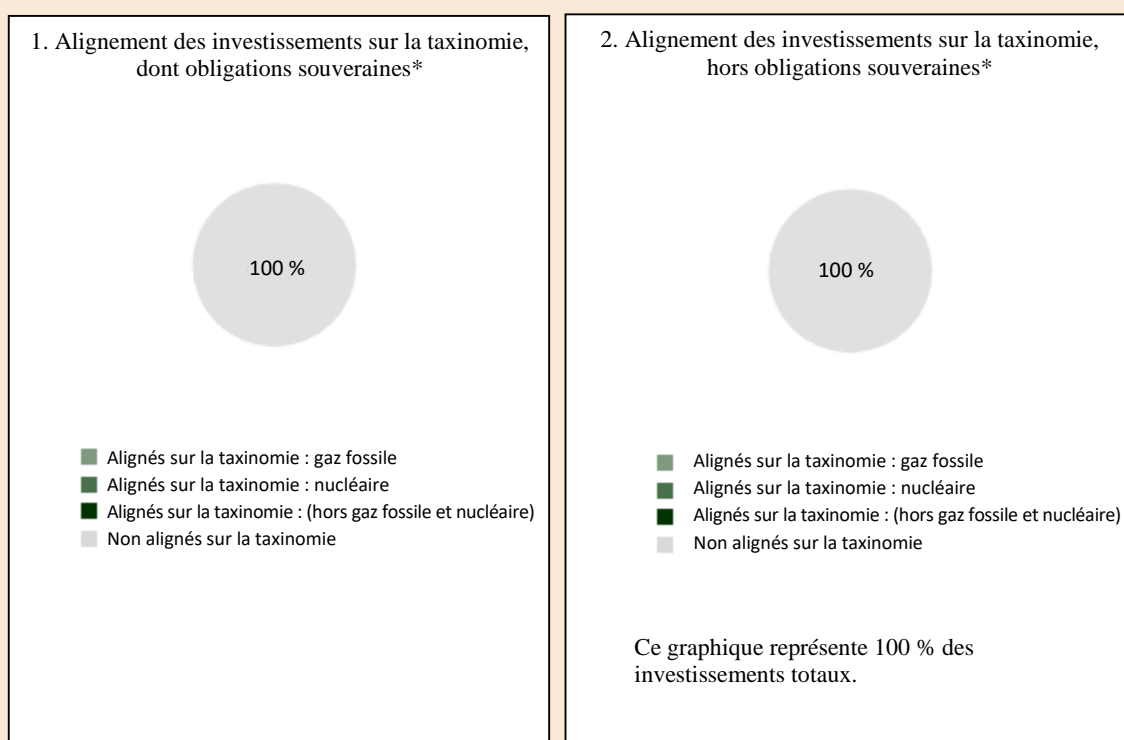 1. Alignement des investissements sur la taxinomie,
dont obligations souveraines*
100 %
Alignés sur la taxinomie : gaz fossile
Alignés sur la taxinomie : nucléaire
Alignés sur la taxinomie : (hors gaz fossile et nucléaire)
Non alignés sur la taxinomie
2. Alignement des investissements sur la taxinomie,
hors obligations souveraines*
100 %
Alignés sur la taxinomie : gaz fossile
Alignés sur la taxinomie : nucléaire
Alignés sur la taxinomie : (hors gaz fossile et nucléaire)
Non alignés sur la taxinomie
Ce graphique représente 100 % des
investissements totaux.